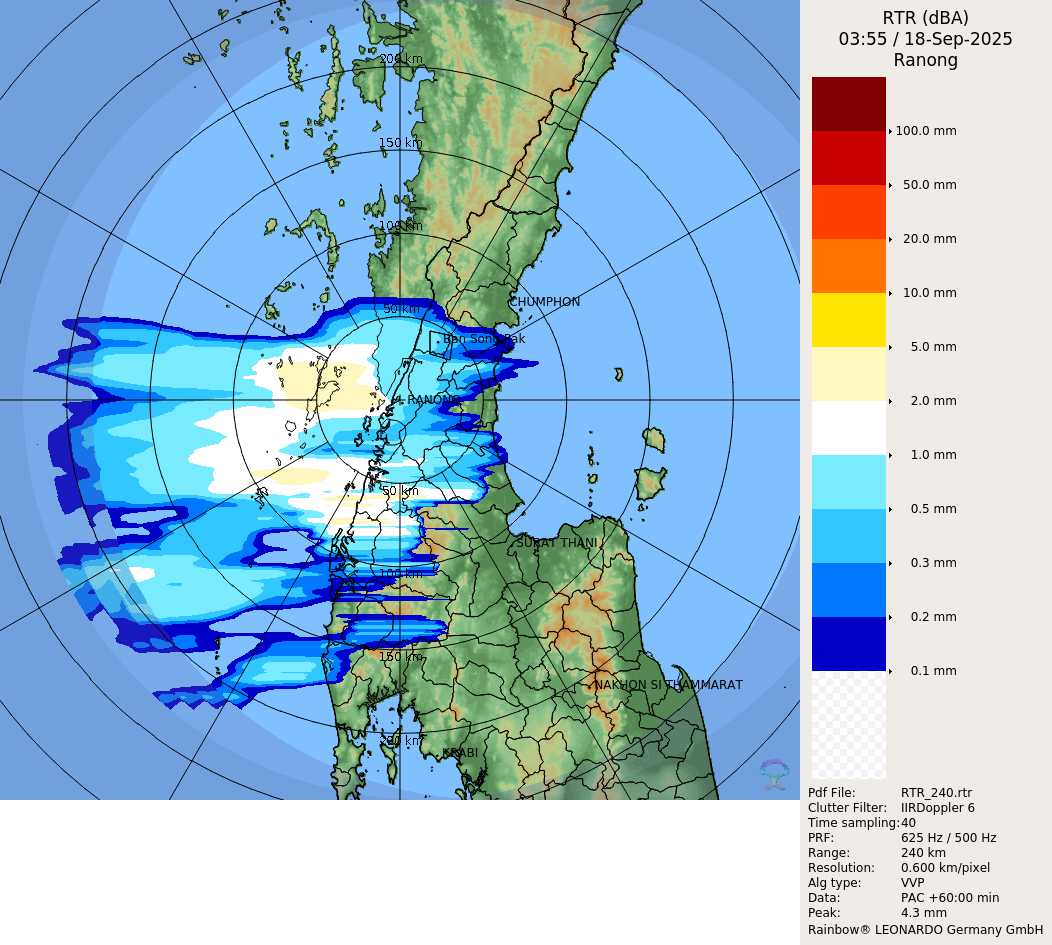 RTR (dBA)
03:55 / 18-Sep-2025
Ranong
200 km
150 km
100 km
50 km
CHUMPHON
Ban Song Pak
RANONG
50 km
SURAT THANI
100 km
150 km
NAKHON SI THAMMARAT
200 km
KRABI
100.0 mm
50.0 mm
20.0 mm
10.0 mm
5.0 mm
2.0 mm
1.0 mm
0.5 mm
0.3 mm
0.2 mm
0.1 mm
Pdf File: RTR_240.rtr
Clutter Filter: IIRDoppler 6
Time sampling:40
PRF: 625 Hz / 500 Hz
Range: 240 km
Resolution: 0.600 km/pixel
Alg type: VVP
Data: PAC +60:00 min
Peak: 4.3 mm
Rainbow® LEONARDO Germany GmbH